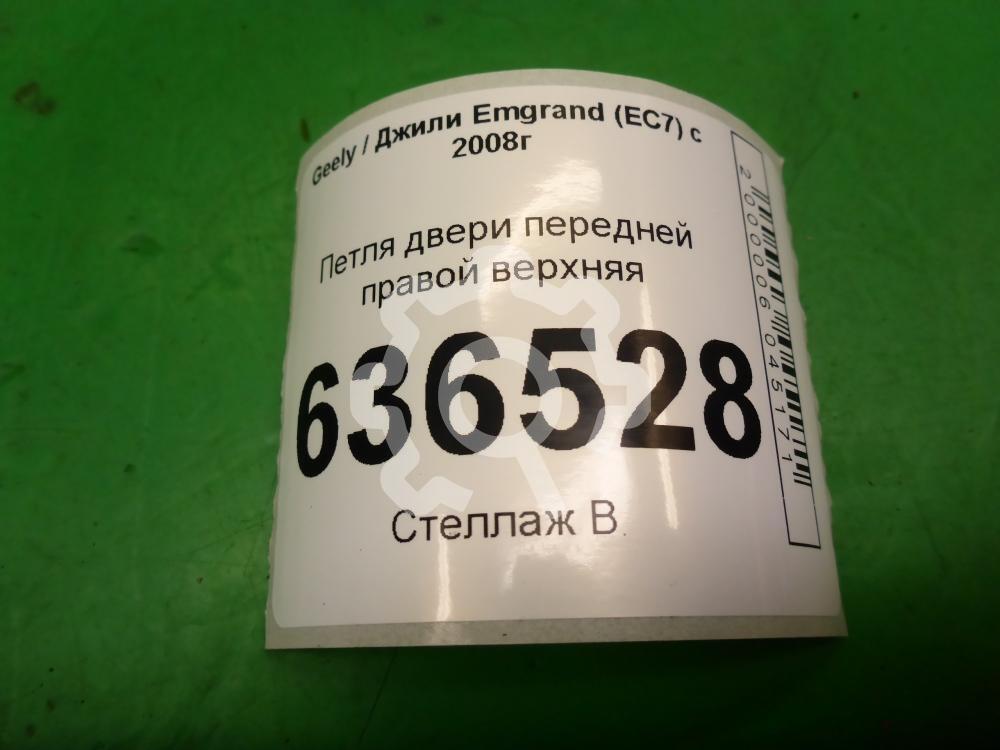 Geely / Джили Emgrand (EC7) с
2008г
Петля двери передней
правой верхняя
636528
Стеллаж В
2000006045171